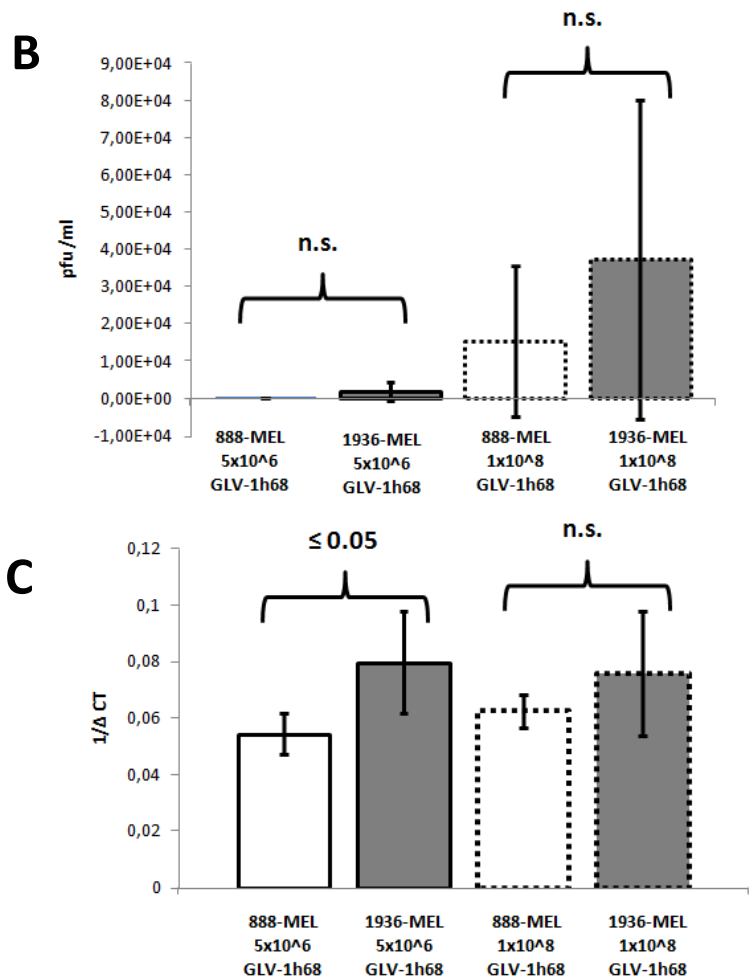 B
n.s.
9,00E+04
8,00E+04
7,00E+04
6,00E+04
5,00E+04
4,00E+04
3,00E+04
2,00E+04
1,00E+04
0,00E+00
-1,00E+04
pfu/ml
n.s.
888-MEL
5x10^6
GLV-1h68
1936-MEL
5x10^6
GLV-1h68
888-MEL
1x10^8
GLV-1h68
1936-MEL
1x10^8
GLV-1h68
C
≤ 0.05
n.s.
0,12
0,1
0,08
0,06
0,04
0,02
0
1/Δ CT
888-MEL
5x10^6
GLV-1h68
1936-MEL
5x10^6
GLV-1h68
888-MEL
1x10^8
GLV-1h68
1936-MEL
1x10^8
GLV-1h68